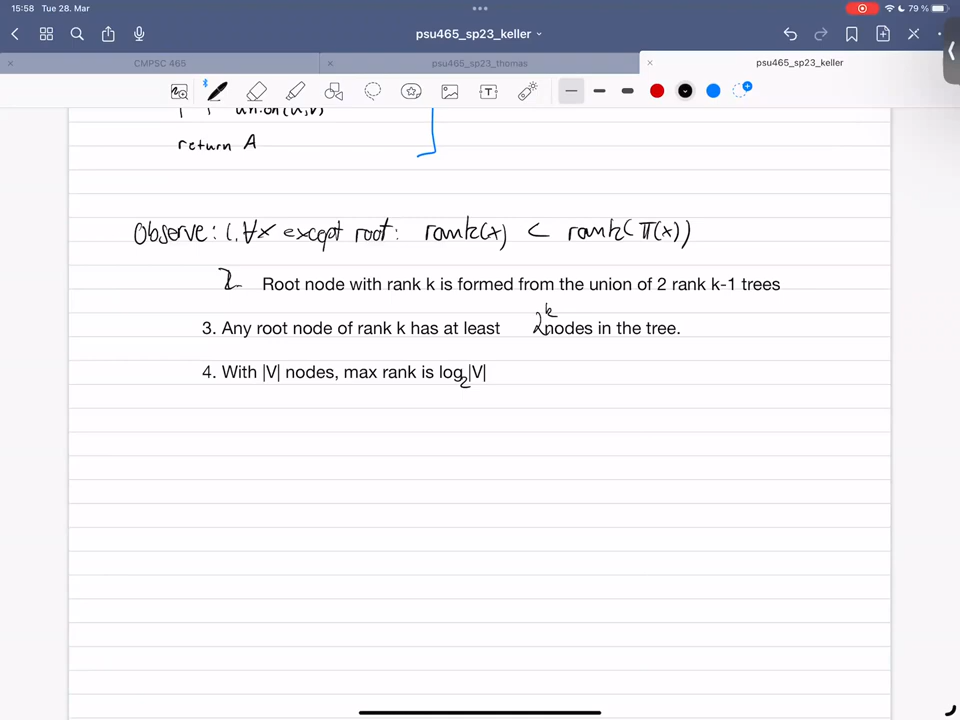 15:58 Tue 28. Mar
79 %
psu465_sp23_keller
CMPSC 465
psu465_sp23_thomas
psu465_sp23_keller
union(u,v)
return A
Observe: 1. ∀x except root: rank(x) < rank(π(x))
2. Root node with rank k is formed from the union of 2 rank k-1 trees
3. Any root node of rank k has at least 2^k nodes in the tree.
4. With |V| nodes, max rank is log₂|V|